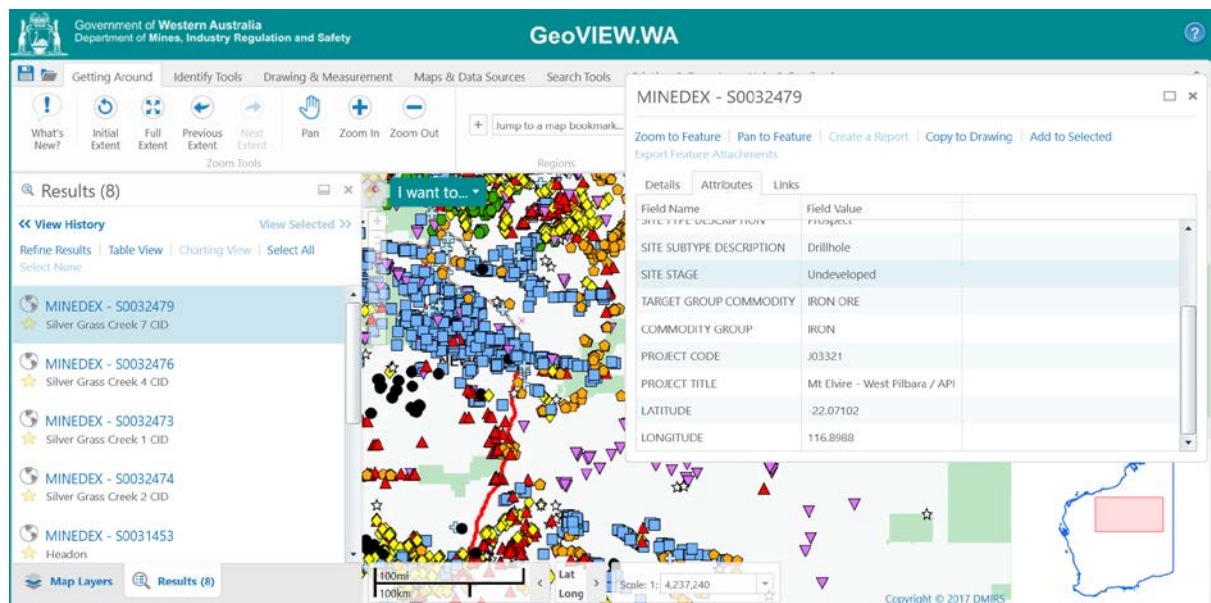 Government of Western Australia
Department of Mines, Industry Regulation and Safety
GeoVIEW.WA
?
Getting Around Identify Tools Drawing & Measurement Maps & Data Sources Search Tools
What's New?
Initial Extent
Full Extent
Previous Extent
Next Extent
Pan
Zoom In
Zoom Out
Jump to a map bookmark...
Zoom Tools
Regions
Results (8)
View History
View Selected
Refine Results Table View Charting View Select All
Select None
MINEDEX - S0032479
Silver Grass Creek 7 CID
MINEDEX - S0032476
Silver Grass Creek 4 CID
MINEDEX - S0032473
Silver Grass Creek 1 CID
MINEDEX - S0032474
Silver Grass Creek 2 CID
MINEDEX - S0031453
Headon
Map Layers Results (8)
I want to...
MINEDEX - S0032479
Zoom to Feature Pan to Feature Create a Report Copy to Drawing Add to Selected
Export Feature Attachments
Details Attributes Links
Field Name Field Value
SITE TYPE DESCRIPTION Prospect
SITE SUBTYPE DESCRIPTION Drillhole
SITE STAGE Undeveloped
TARGET GROUP COMMODITY IRON ORE
COMMODITY GROUP IRON
PROJECT CODE J03321
PROJECT TITLE Mt Elvire - West Pilbara / API
LATITUDE -22.07102
LONGITUDE 116.8988
100mi
100km
Lat
Long
Scale: 1: 4,237,240
Copyright © 2017 DMIRS